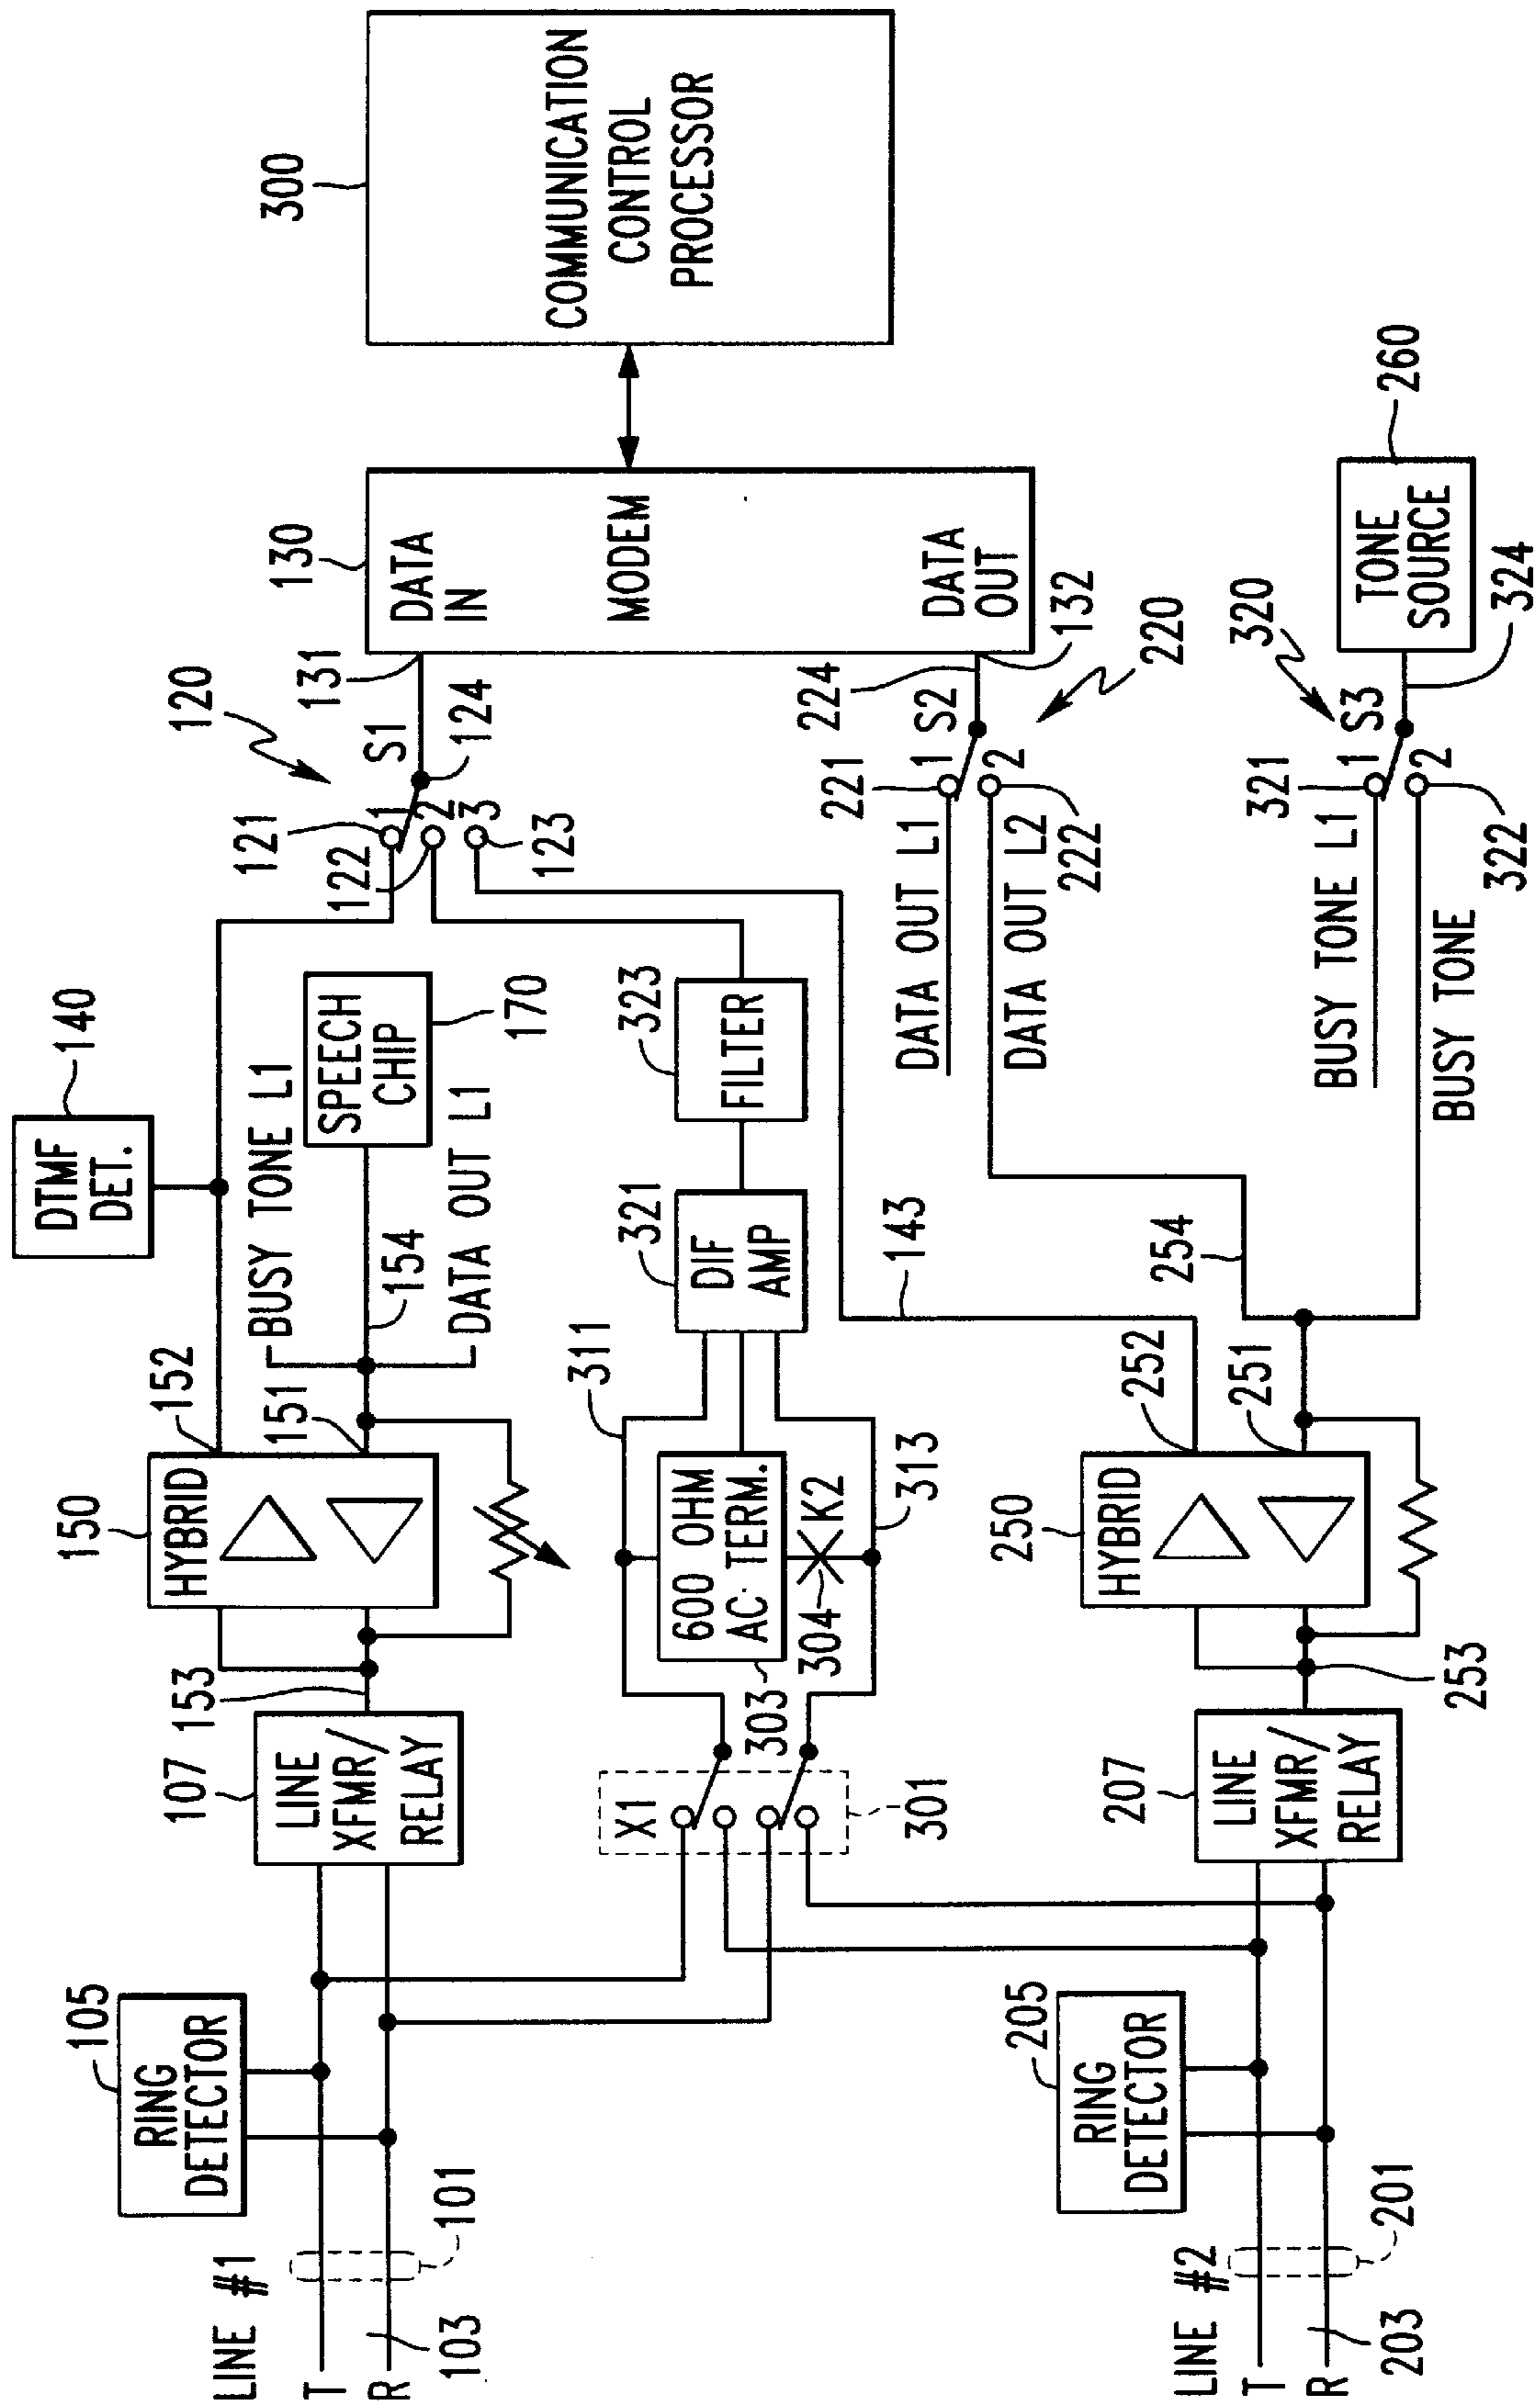 300
COMMUNICATION
CONTROL
PROCESSOR
130
DATA
IN
MODEM
DATA
OUT
131
132
120
S1
124
121
1
122
2
3
123
140
DTMF
DET.
BUSY TONE L1
SPEECH
CHIP
170
154
DATA OUT L1
150
HYBRID
152
151
153
107
LINE
XFMR/
RELAY
105
RING
DETECTOR
LINE #1
T
R
101
103
323
FILTER
321
DIF
AMP
311
600 OHM
AC TERM.
303
304
K2
313
X1
301
143
224
S2
220
221
1
2
222
DATA OUT L1
DATA OUT L2
260
TONE
SOURCE
324
320
S3
321
1
2
322
BUSY TONE L1
BUSY TONE
254
252
251
250
HYBRID
253
207
LINE
XFMR/
RELAY
205
RING
DETECTOR
LINE #2
T
R
201
203